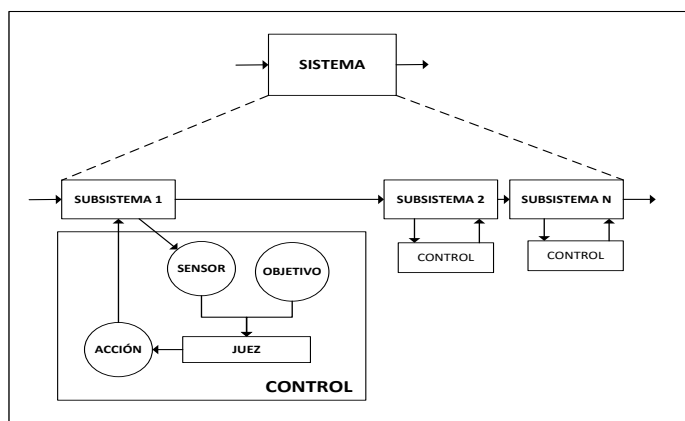 SISTEMA
SUBSISTEMA 1
SUBSISTEMA 2
SUBSISTEMA N
SENSOR
OBJETIVO
CONTROL
CONTROL
ACCIÓN
JUEZ
CONTROL